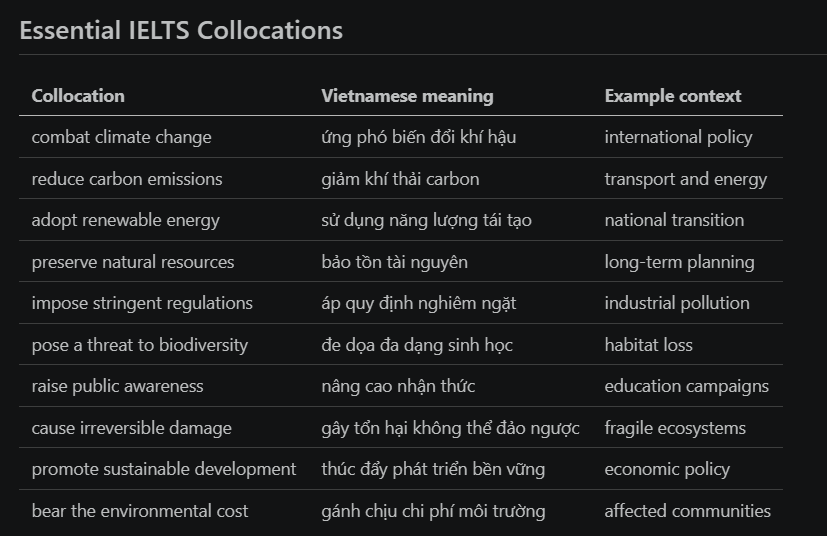 Essential IELTS Collocations
Collocation Vietnamese meaning Example context
combat climate change ứng phó biến đổi khí hậu international policy
reduce carbon emissions giảm khí thải carbon transport and energy
adopt renewable energy sử dụng năng lượng tái tạo national transition
preserve natural resources bảo tồn tài nguyên long-term planning
impose stringent regulations áp quy định nghiêm ngặt industrial pollution
pose a threat to biodiversity đe dọa đa dạng sinh học habitat loss
raise public awareness nâng cao nhận thức education campaigns
cause irreversible damage gây tổn hại không thể đảo ngược fragile ecosystems
promote sustainable development thúc đẩy phát triển bền vững economic policy
bear the environmental cost gánh chịu chi phí môi trường affected communities